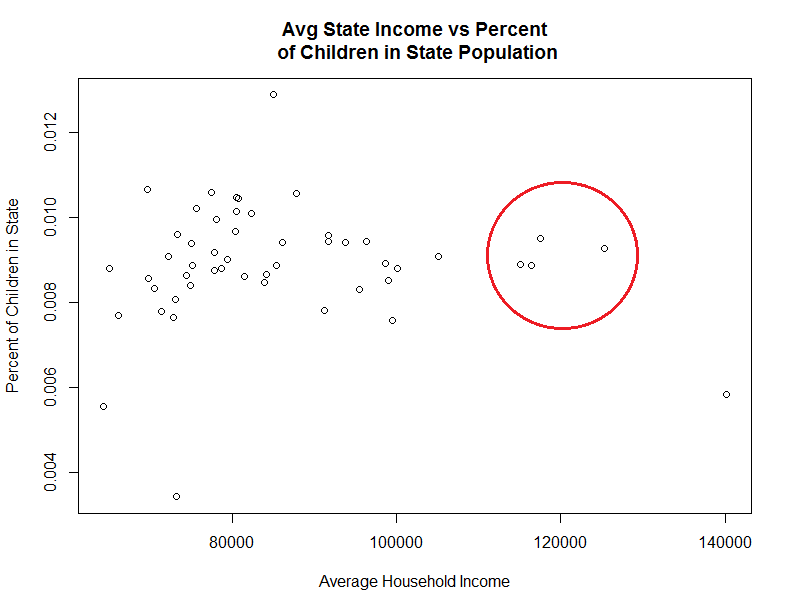 Avg State Income vs Percent
of Children in State Population
Percent of Children in State
0.012
0.010
0.008
0.006
0.004
80000
100000
120000
140000
Average Household Income